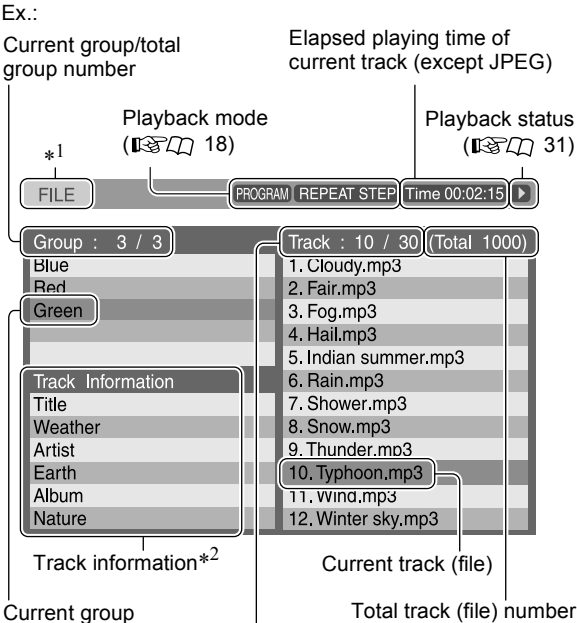 Ex.:
Current group/total
group number
Elapsed playing time of
current track (except JPEG)
Playback mode
(☞📖 18)
Playback status
(☞📖 31)
*1
FILE
PROGRAM REPEAT STEP Time 00:02:15
Group : 3 / 3
Blue
Red
Green
Track : 10 / 30 (Total 1000)
1. Cloudy.mp3
2. Fair.mp3
3. Fog.mp3
4. Hail.mp3
5. Indian summer.mp3
6. Rain.mp3
7. Shower.mp3
8. Snow.mp3
9. Thunder.mp3
10. Typhoon.mp3
11. Wind.mp3
12. Winter sky.mp3
Track Information
Title
Weather
Artist
Earth
Album
Nature
Track information*2
Current track (file)
Current group
Total track (file) number